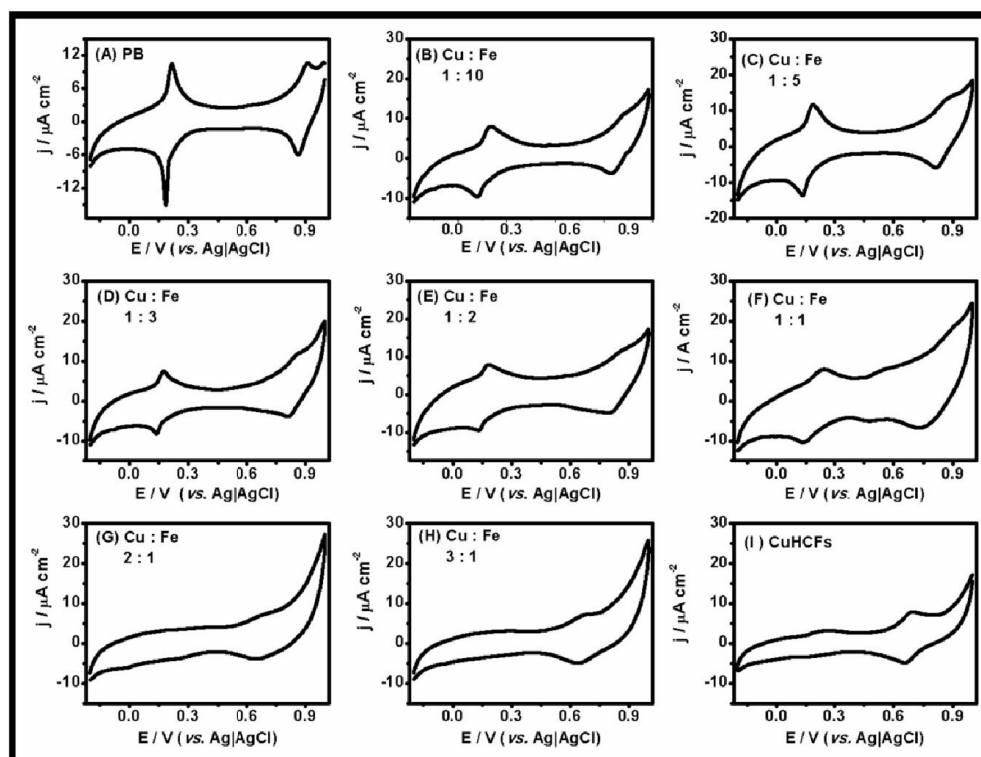 (A) PB
j / μA cm-2
12
6
0
-6
-12
0.0 0.3 0.6 0.9
E / V ( vs. Ag|AgCl)
(B) Cu : Fe
1 : 10
j / μA cm-2
30
20
10
0
-10
0.0 0.3 0.6 0.9
E / V ( vs. Ag|AgCl)
(C) Cu : Fe
1 : 5
j / μA cm-2
30
20
10
0
-10
-20
0.0 0.3 0.6 0.9
E / V ( vs. Ag|AgCl)
(D) Cu : Fe
1 : 3
j / μA cm-2
30
20
10
0
-10
0.0 0.3 0.6 0.9
E / V ( vs. Ag|AgCl)
(E) Cu : Fe
1 : 2
j / μA cm-2
30
20
10
0
-10
0.0 0.3 0.6 0.9
E / V ( vs. Ag|AgCl)
(F) Cu : Fe
1 : 1
j / A cm-2
30
20
10
0
-10
0.0 0.3 0.6 0.9
E / V ( vs. Ag|AgCl)
(G) Cu : Fe
2 : 1
j / μA cm-2
30
20
10
0
-10
0.0 0.3 0.6 0.9
E / V ( vs. Ag|AgCl)
(H) Cu : Fe
3 : 1
j / μA cm-2
30
20
10
0
-10
0.0 0.3 0.6 0.9
E / V ( vs. Ag|AgCl)
(I ) CuHCFs
j / μA cm-2
30
20
10
0
-10
0.0 0.3 0.6 0.9
E / V ( vs. Ag|AgCl)